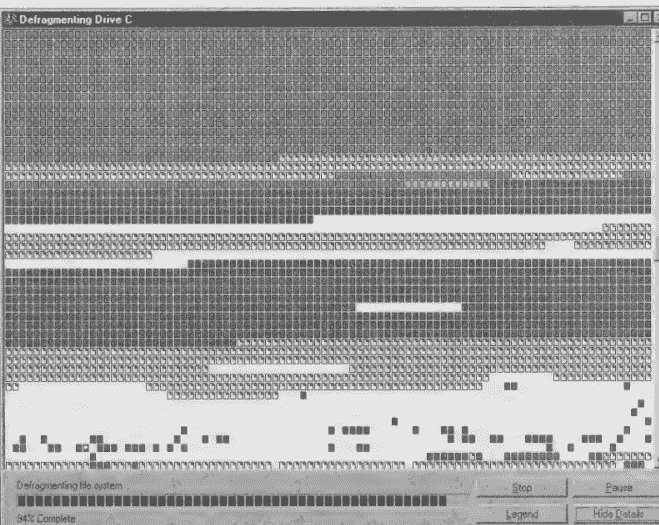 Defragmenting Drive C
Defragmenting file system
94% Complete
Stop
Pause
Legend
Hide Details